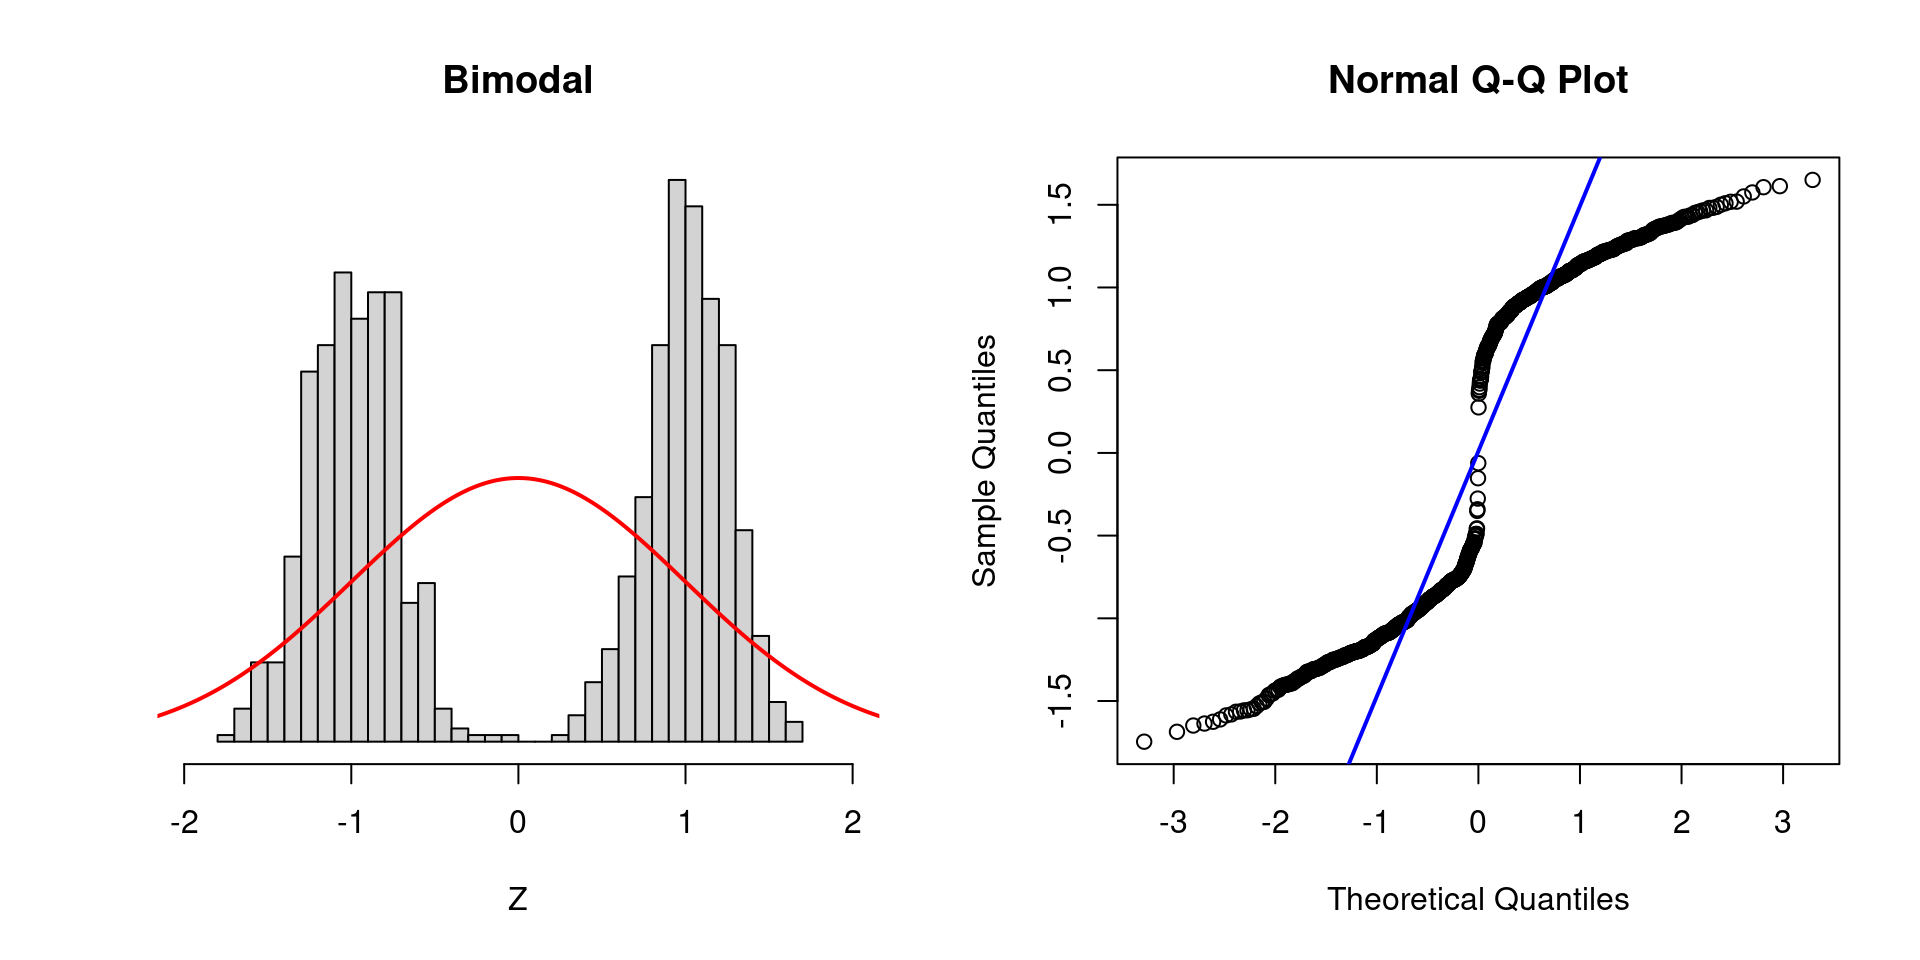 Bimodal
-2 -1 0 1 2
Z
Normal Q-Q Plot
1.5
1.0
0.5
0.0
-0.5
-1.5
Sample Quantiles
-3 -2 -1 0 1 2 3
Theoretical Quantiles